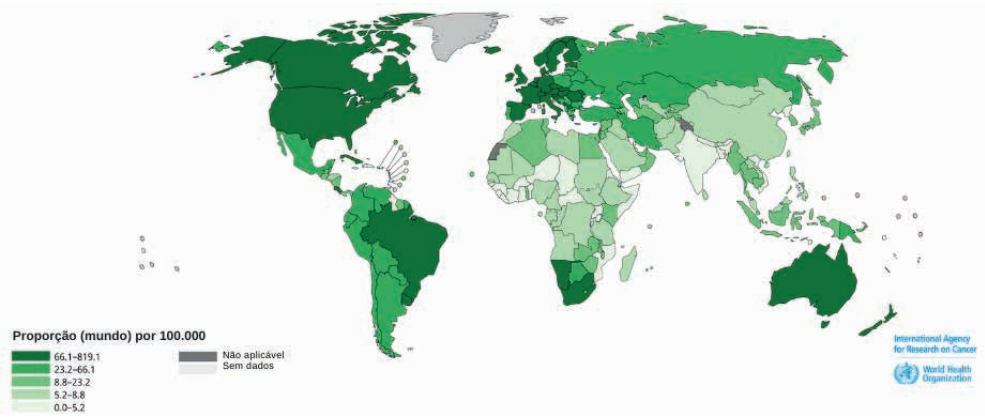 Proporção (mundo) por 100.000
66.1–819.1
23.2–66.1
8.8–23.2
5.2–8.8
0.0–5.2
Não aplicável
Sem dados
International Agency
for Research on Cancer
World Health
Organization